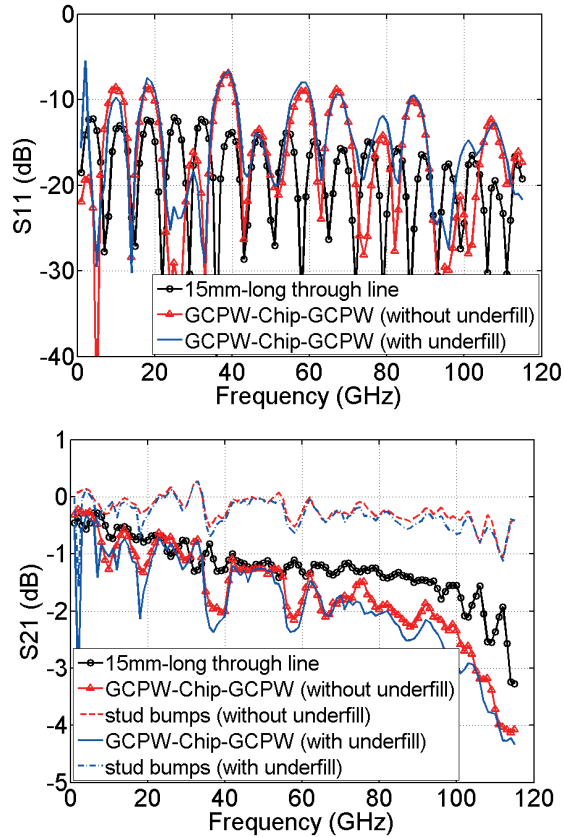 0
-10
-20
-30
-40
S11 (dB)
15mm-long through line
GCPW-Chip-GCPW (without underfill)
GCPW-Chip-GCPW (with underfill)
0 20 40 60 80 100 120
Frequency (GHz)
1
0
-1
-2
-3
-4
-5
S21 (dB)
15mm-long through line
GCPW-Chip-GCPW (without underfill)
stud bumps (without underfill)
GCPW-Chip-GCPW (with underfill)
stud bumps (with underfill)
0 20 40 60 80 100 120
Frequency (GHz)